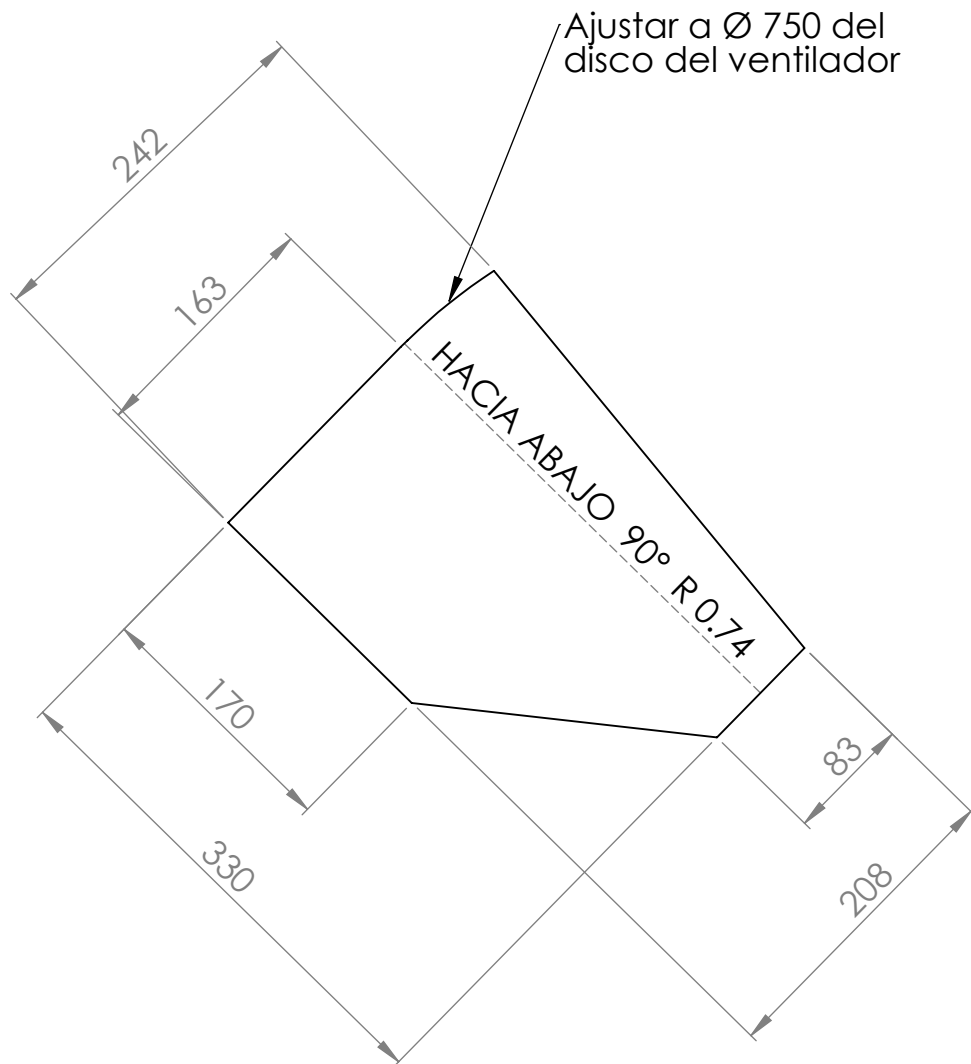 Ajustar a Ø 750 del
disco del ventilador
242
163
HACIA ABAJO 90° R 0.74
170
83
330
208